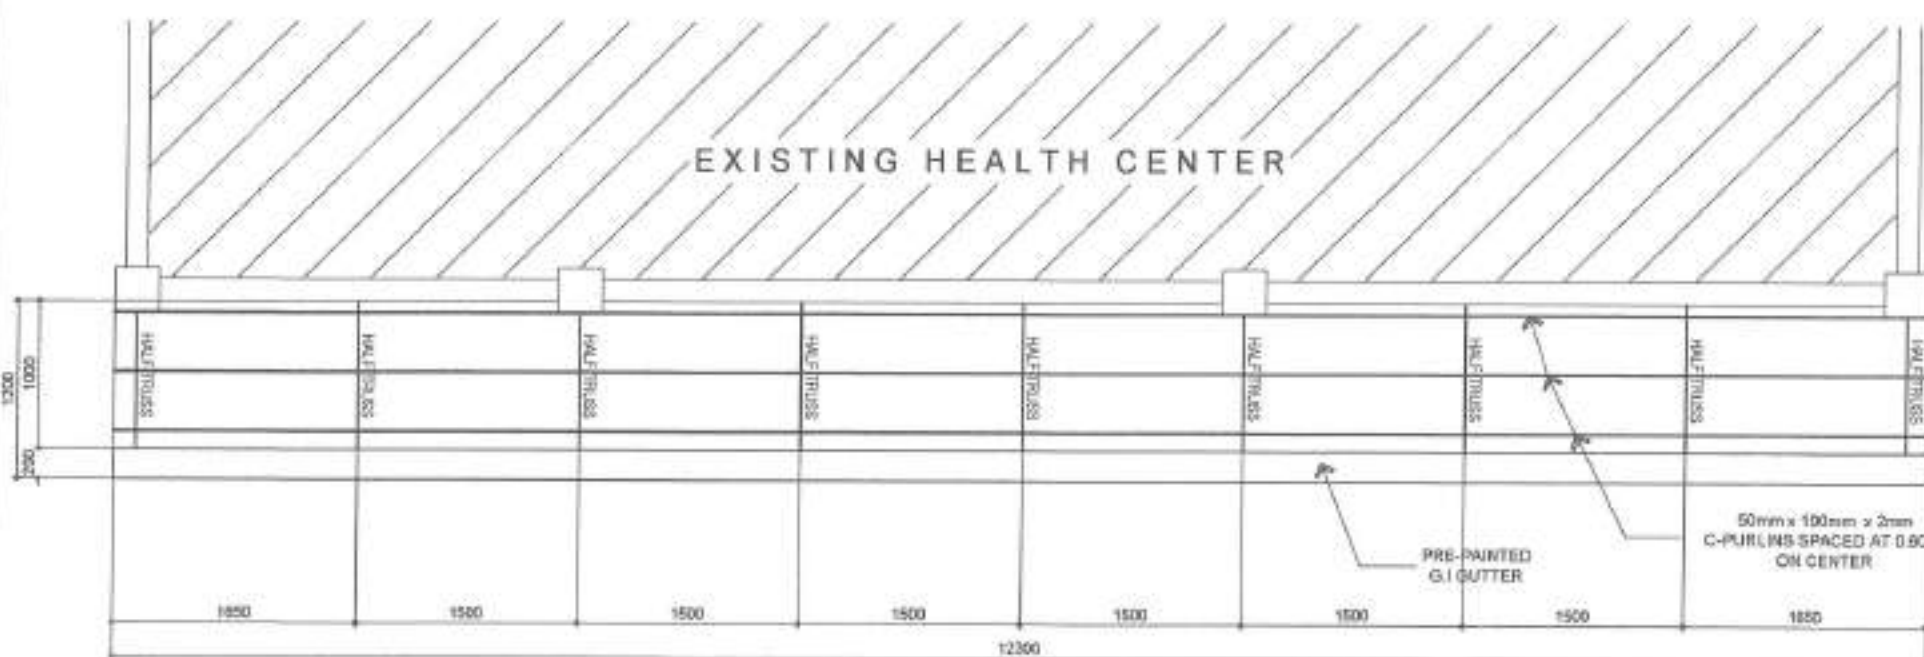 EXISTING HEALTH CENTER
HALF TRUSS
HALF TRUSS
HALF TRUSS
HALF TRUSS
HALF TRUSS
HALF TRUSS
HALF TRUSS
HALF TRUSS
HALF TRUSS
1200
1000
200
50mm x 100mm x 2mm
C-PURLINS SPACED AT
ON CENTER
PRE-PAINTED
G.I GUTTER
1650
1500
1500
1500
1500
1500
1500
1650
12300